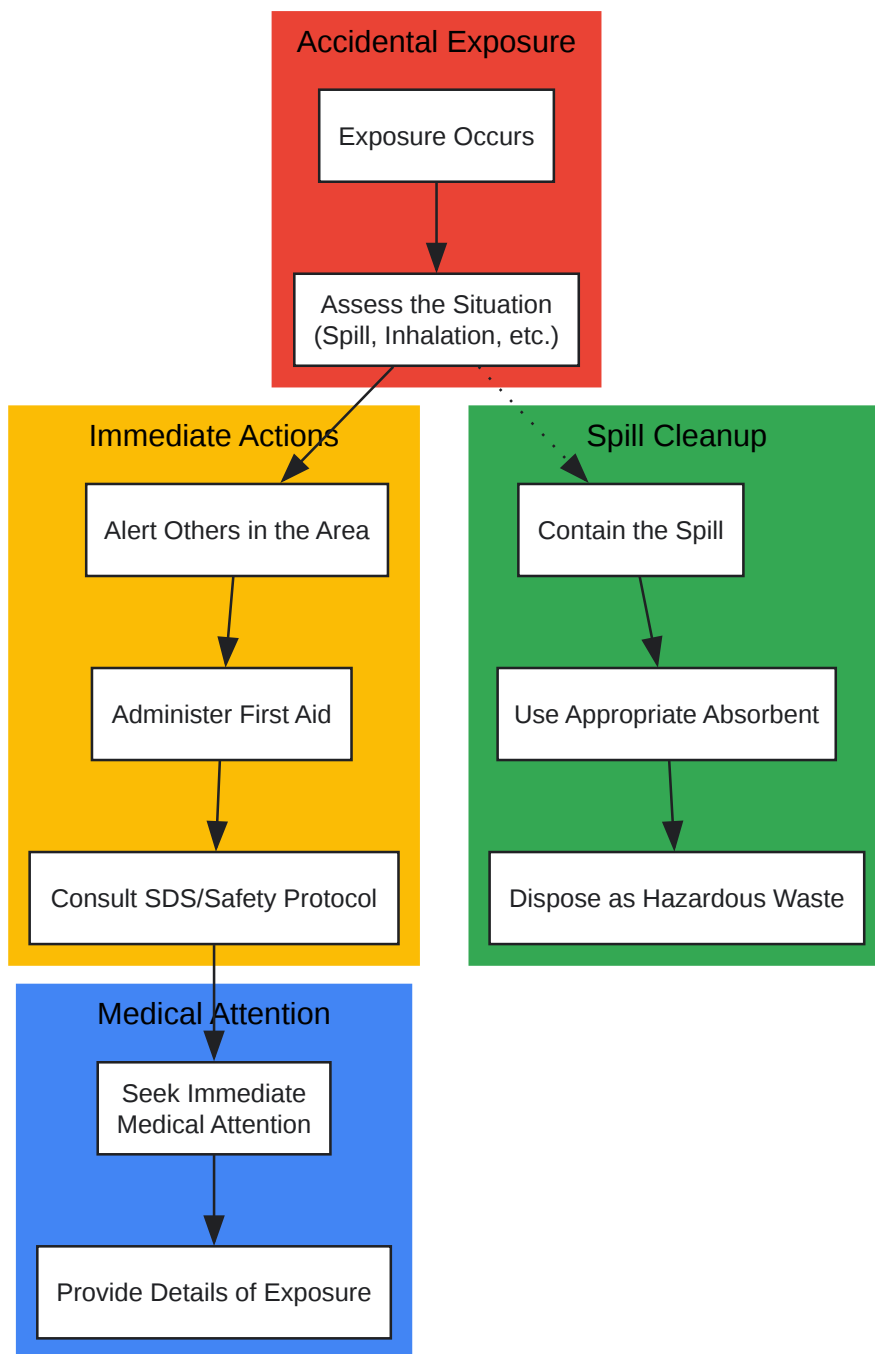 Accidental Exposure
Exposure Occurs
Assess the Situation
(Spill, Inhalation, etc.)
Immediate Actions
Alert Others in the Area
Administer First Aid
Consult SDS/Safety Protocol
Spill Cleanup
Contain the Spill
Use Appropriate Absorbent
Dispose as Hazardous Waste
Medical Attention
Seek Immediate
Medical Attention
Provide Details of Exposure